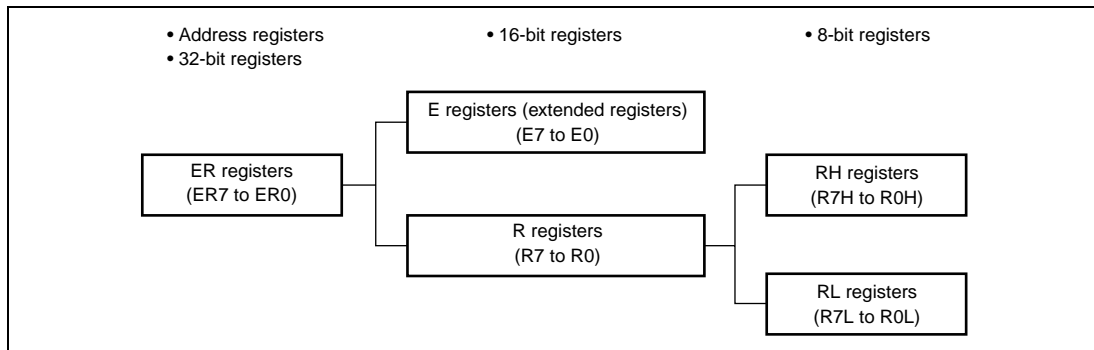 • Address registers
• 32-bit registers
• 16-bit registers
• 8-bit registers
E registers (extended registers)
(E7 to E0)
ER registers
(ER7 to ER0)
RH registers
(R7H to R0H)
R registers
(R7 to R0)
RL registers
(R7L to R0L)